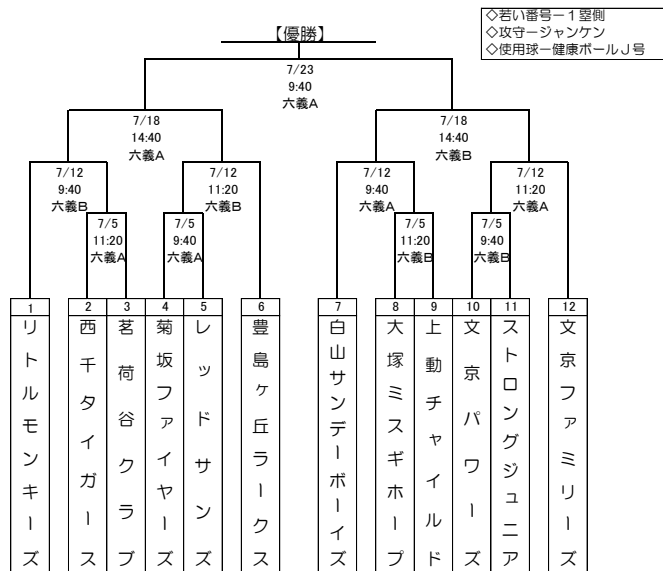 【優勝】
◇若い番号－１塁側
◇攻守－ジャンケン
◇使用球－健康ボールＪ号
7/23
9:40
六義A
7/18
14:40
六義A
7/18
14:40
六義B
7/12
9:40
六義B
7/12
11:20
六義B
7/12
9:40
六義A
7/12
11:20
六義A
7/5
11:20
六義A
7/5
9:40
六義A
7/5
11:20
六義B
7/5
9:40
六義B
1
リトルモンキーズ
2
西千タイガース
3
茗荷谷クラブ
4
菊坂ファイヤーズ
5
レッドサンズ
6
豊島ヶ丘ラークス
7
白山サンデーボーイズ
8
大塚ミスギホープ
9
上動チャイルド
10
文京パワーズ
11
ストロングジュニア
12
文京ファミリーズ